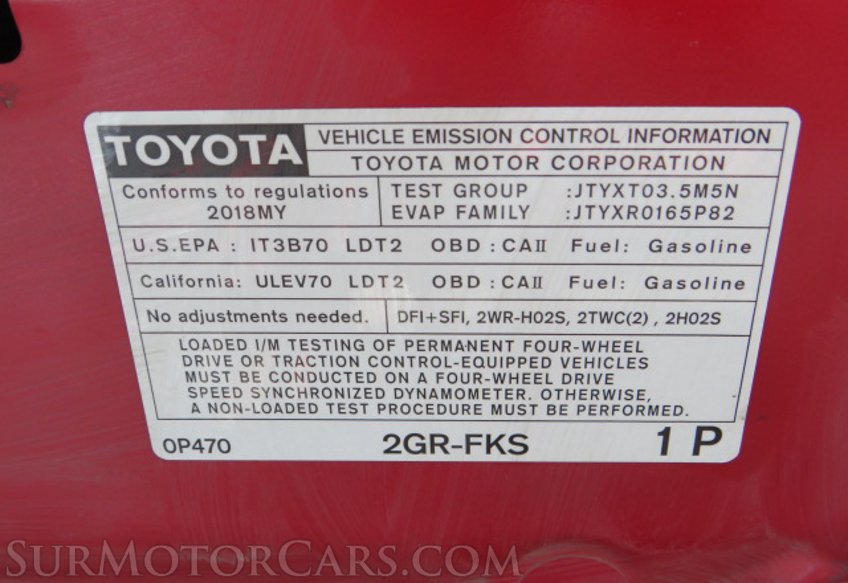 TOYOTA
VEHICLE EMISSION CONTROL INFORMATION
TOYOTA MOTOR CORPORATION
Conforms to regulations
2018MY
TEST GROUP :JTYXT03.5M5N
EVAP FAMILY :JTYXR0165P82
U.S.EPA : IT3B70 LDT2 OBD : CAII Fuel: Gasoline
California: ULEV70 LDT2 OBD : CAII Fuel: Gasoline
No adjustments needed. DFI+SFI, 2WR-HO2S, 2TWC(2) , 2HO2S
LOADED I/M TESTING OF PERMANENT FOUR-WHEEL
DRIVE OR TRACTION CONTROL-EQUIPPED VEHICLES
MUST BE CONDUCTED ON A FOUR-WHEEL DRIVE
SPEED SYNCHRONIZED DYNAMOMETER. OTHERWISE,
A NON-LOADED TEST PROCEDURE MUST BE PERFORMED.
0P470 2GR-FKS 1 P
SurMotorCars.com